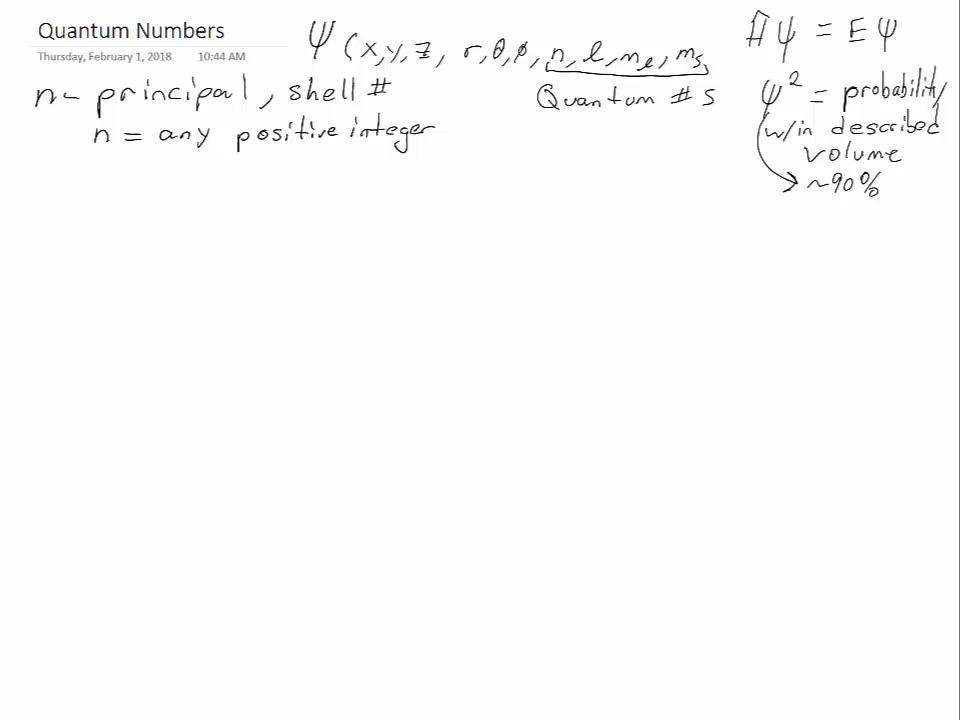 Quantum Numbers
Thursday, February 1, 2018 10:44 AM
Ψ (x,y,z, r,θ,φ, n,l,mₗ,mₛ)
Quantum #s
n - principal, shell #
n = any positive integer
Ĥψ = Eψ
ψ² = probability
w/in described
volume
~90%